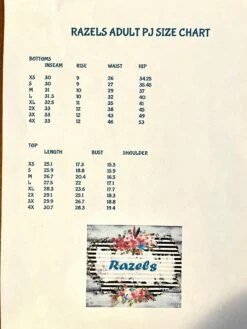 RAZELS ADULT PJ SIZE CHART
BOTTOMS
INSEAM RISE WAIST HIP
XS 30 9 26 34.25
S 30 9 27 35.45
M 31 10 29 37
L 31.5 10 32 40
XL 32.5 11 35 41
2X 33 12 38 45
3X 33 12 43 49
4X 33 12 46 53
TOP
LENGTH BUST SHOULDER
XS 25.1 17.3 15.3
S 25.9 18.8 15.9
M 26.7 20.4 16.5
L 27.5 22 17.1
XL 28.3 23.6 17.7
2X 29.1 25.1 18.3
3X 29.9 26.7 18.8
4X 30.7 28.3 19.4
Razels